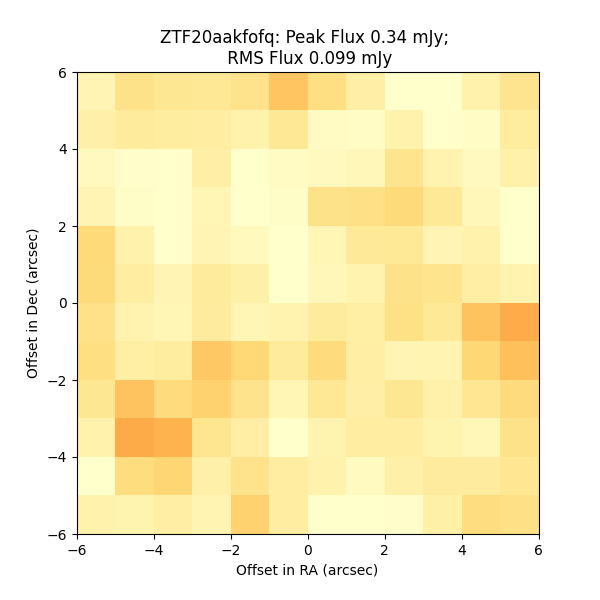 ZTF20aakfofq: Peak Flux 0.34 mJy;
RMS Flux 0.099 mJy
6
4
2
0
−2
−4
−6
Offset in Dec (arcsec)
−6 −4 −2 0 2 4 6
Offset in RA (arcsec)